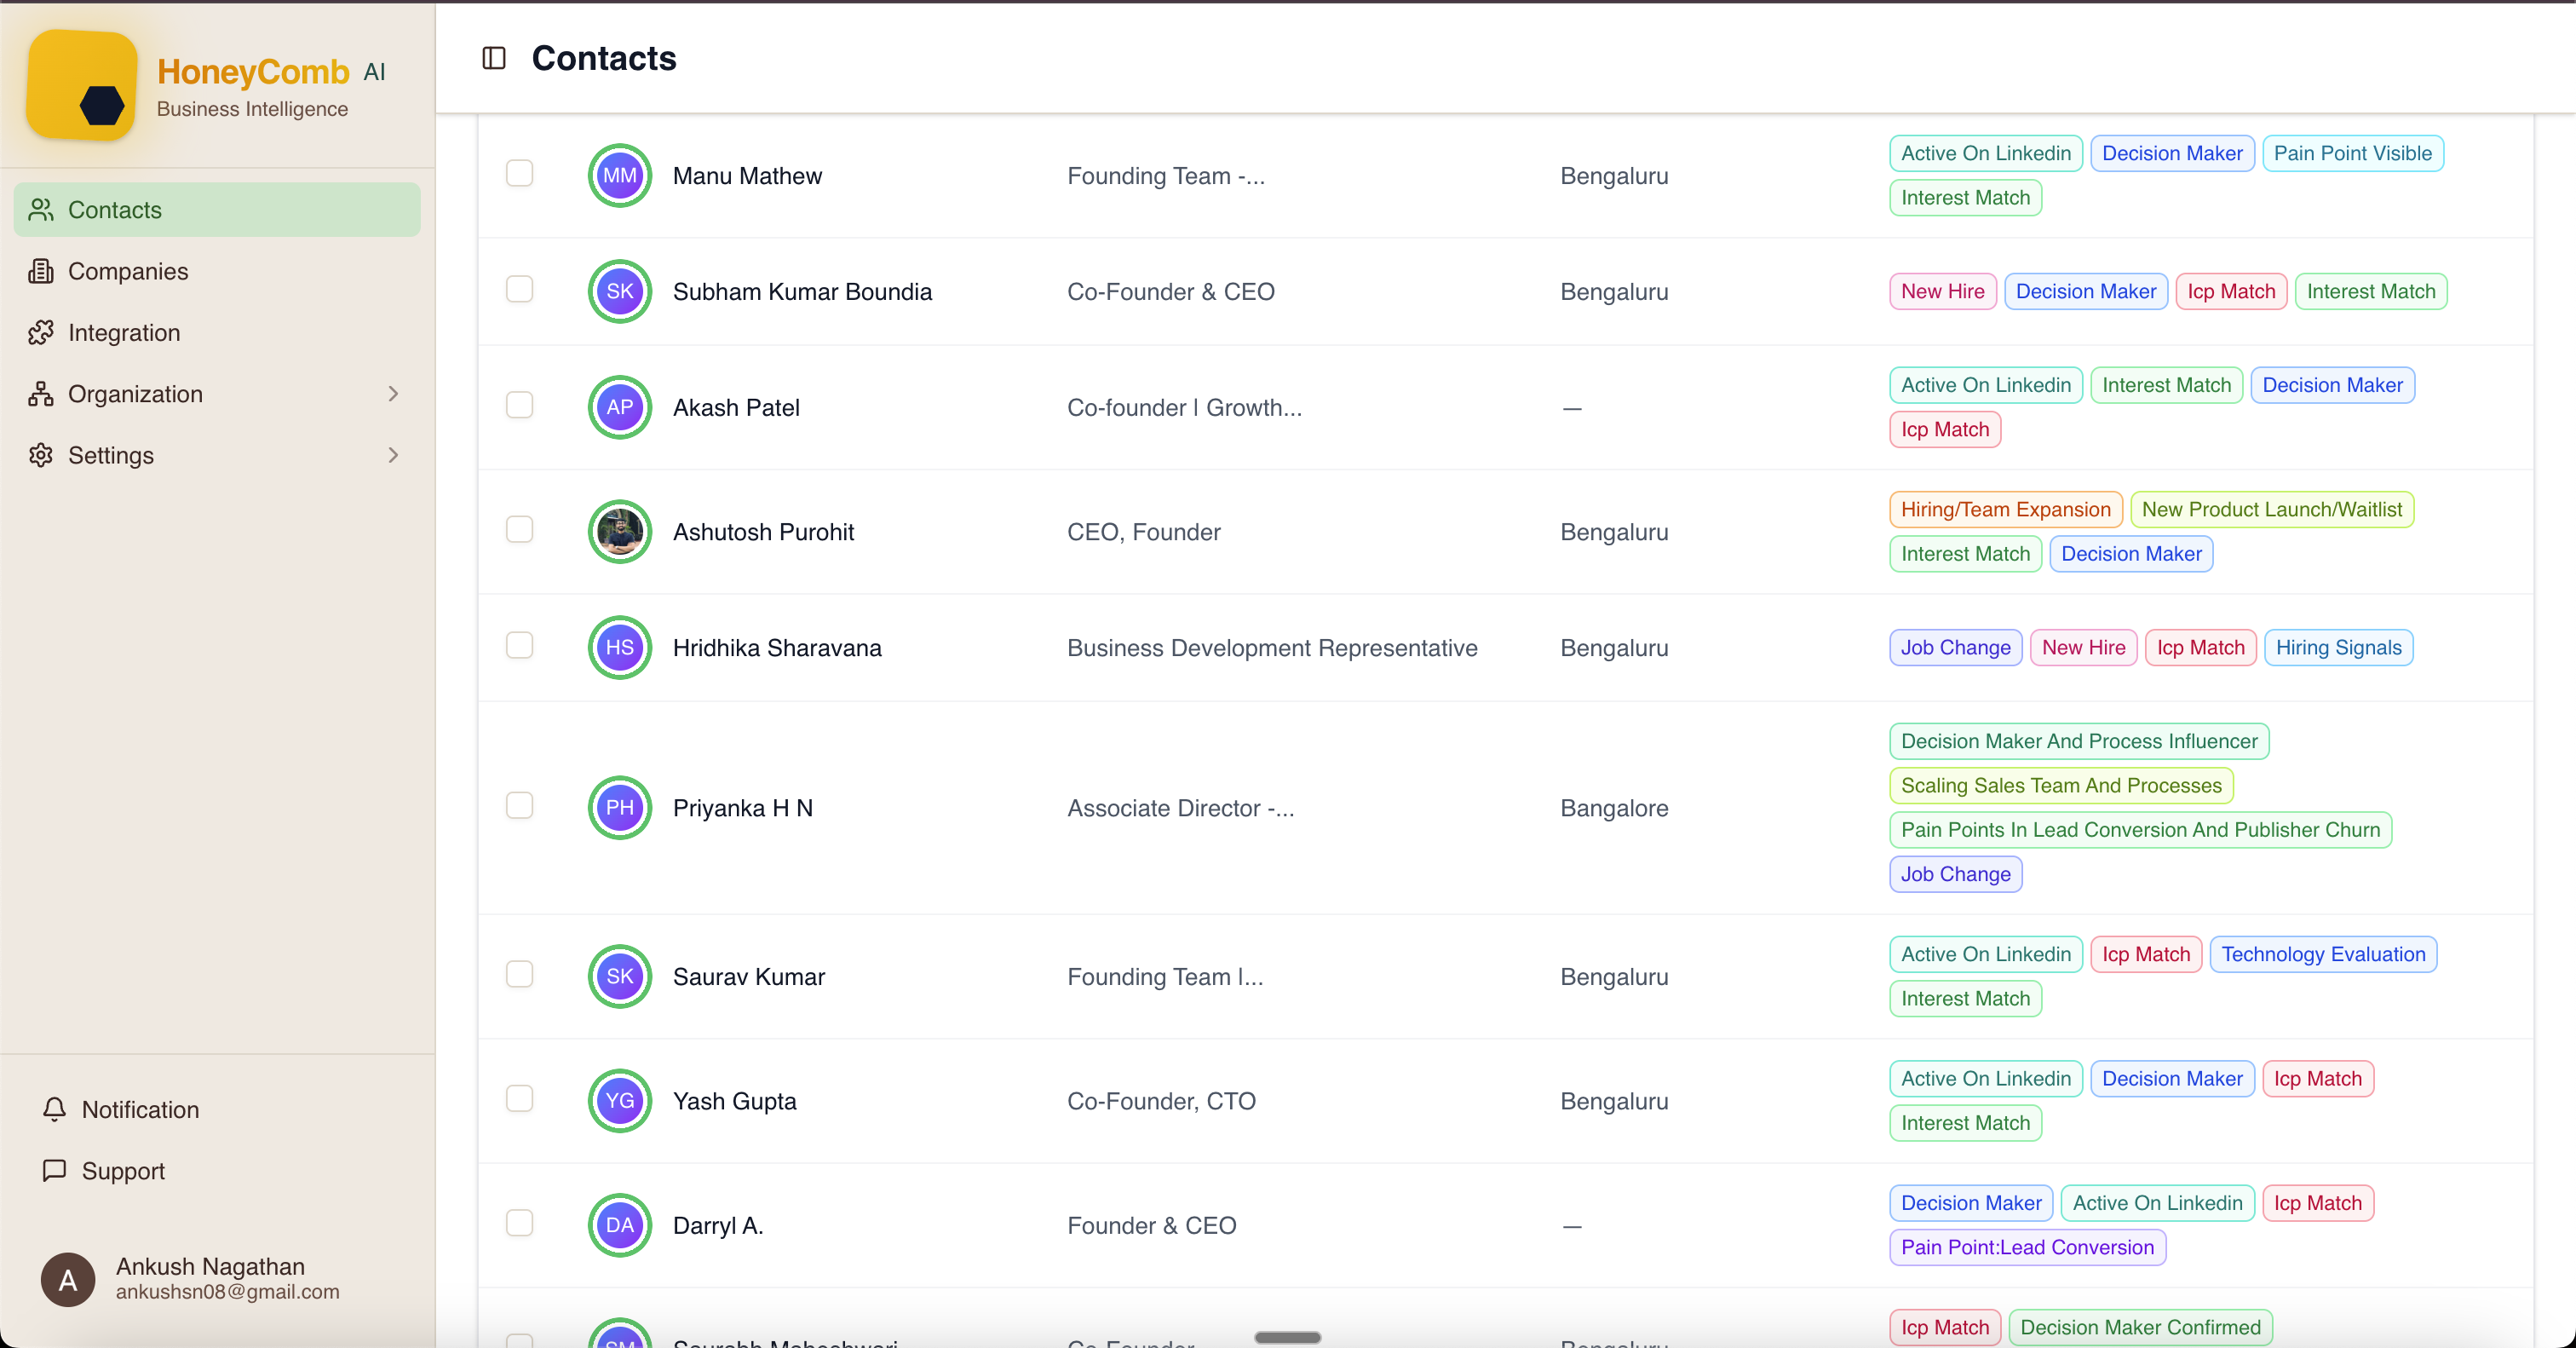 HoneyComb AI
Business Intelligence
Contacts
Companies
Integration
Organization
Settings
Notification
Support
A
Ankush Nagathan
ankushsn08@gmail.com
Contacts
MM Manu Mathew Founding Team -... Bengaluru Active On Linkedin Decision Maker Pain Point Visible
Interest Match
SK Subham Kumar Boundia Co-Founder & CEO Bengaluru New Hire Decision Maker Icp Match Interest Match
AP Akash Patel Co-founder | Growth... — Active On Linkedin Interest Match Decision Maker
Icp Match
Ashutosh Purohit CEO, Founder Bengaluru Hiring/Team Expansion New Product Launch/Waitlist
Interest Match Decision Maker
HS Hridhika Sharavana Business Development Representative Bengaluru Job Change New Hire Icp Match Hiring Signals
PH Priyanka H N Associate Director -... Bangalore Decision Maker And Process Influencer
Scaling Sales Team And Processes
Pain Points In Lead Conversion And Publisher Churn
Job Change
SK Saurav Kumar Founding Team |... Bengaluru Active On Linkedin Icp Match Technology Evaluation
Interest Match
YG Yash Gupta Co-Founder, CTO Bengaluru Active On Linkedin Decision Maker Icp Match
Interest Match
DA Darryl A. Founder & CEO — Decision Maker Active On Linkedin Icp Match
Pain Point:Lead Conversion
SM Saurabh Maheshwari Co-Founder Bengaluru Icp Match Decision Maker Confirmed